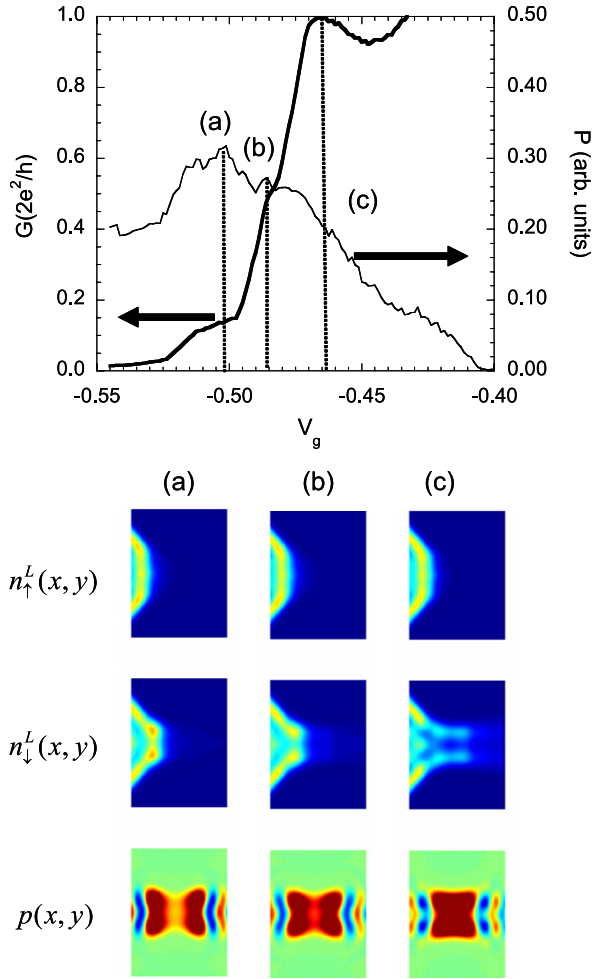 1.0
0.8
0.6
0.4
0.2
0.0
G(2e²/h)
0.50
0.40
0.30
0.20
0.10
0.00
P (arb. units)
(a)
(b)
(c)
-0.55
-0.50
-0.45
-0.40
V_g
(a) (b) (c)
n↑^L(x, y)
n↓^L(x, y)
p(x, y)